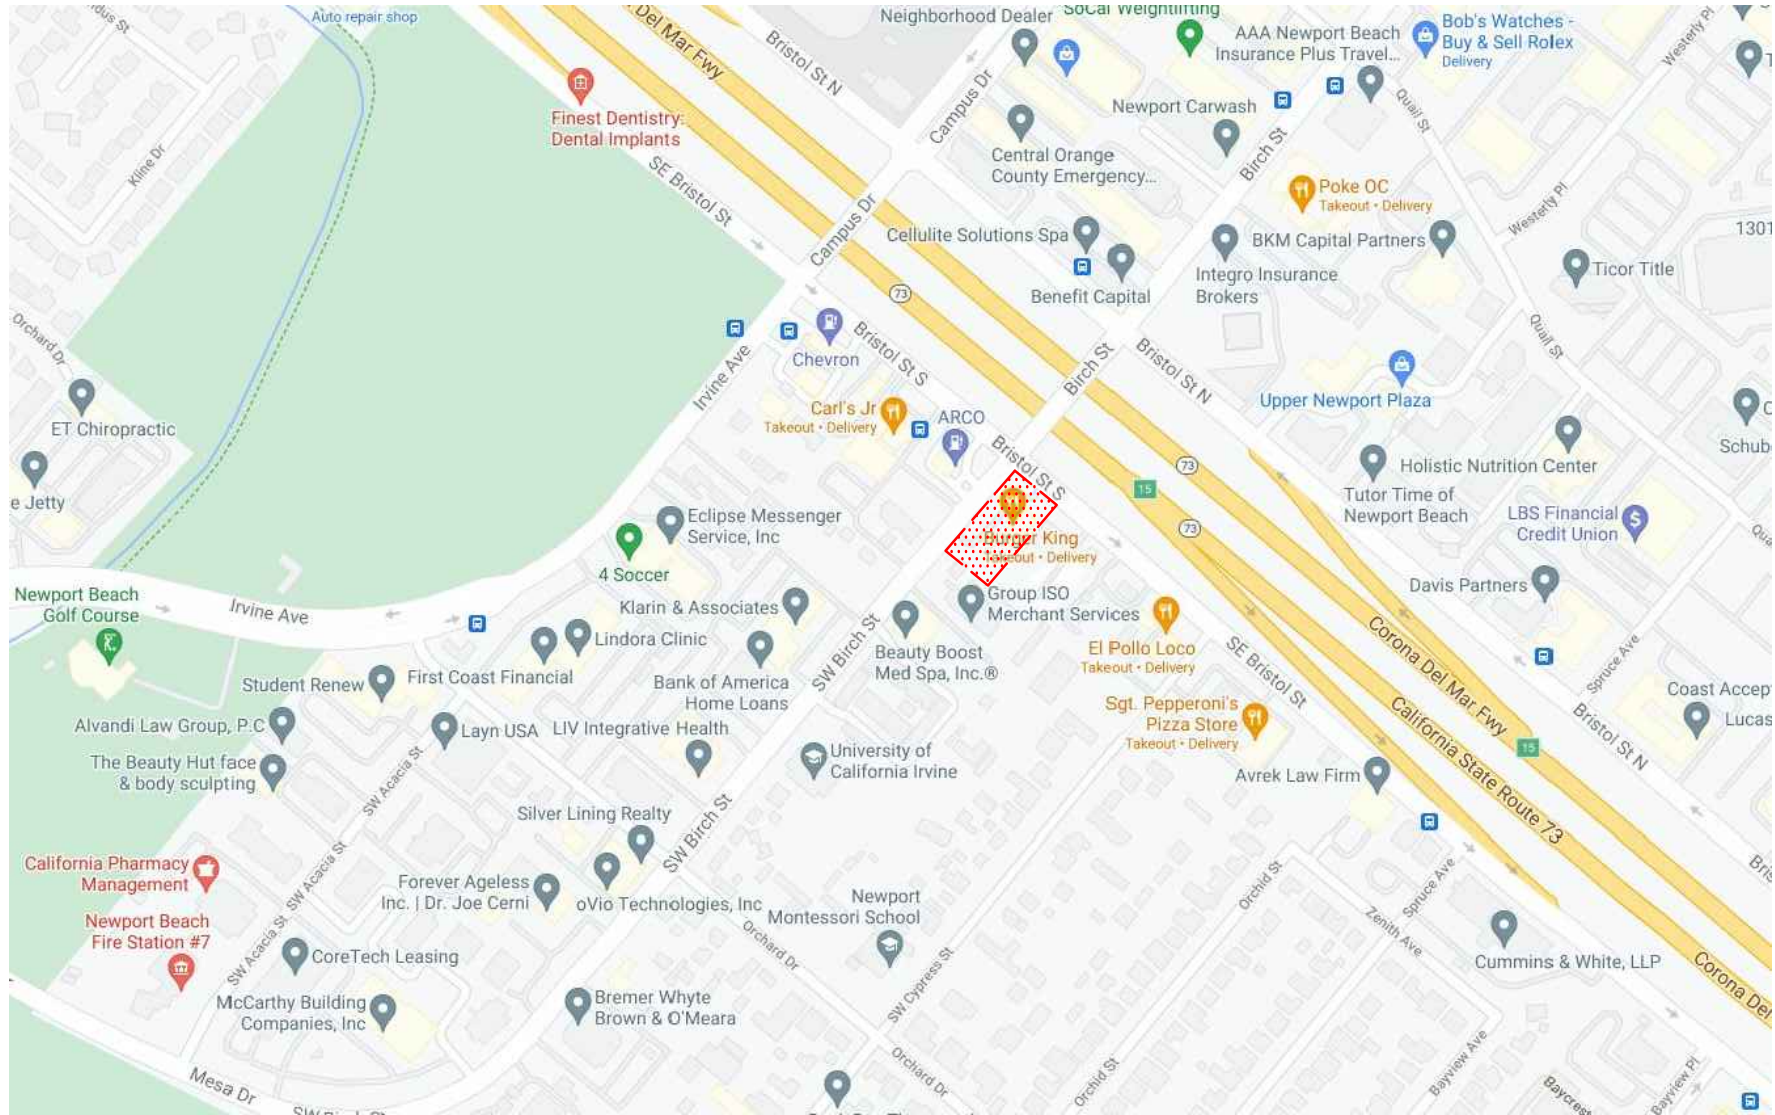 Auto repair shop
Del Mar Fwy
Bristol St N
Neighborhood Dealer
SoCal Weightlifting
AAA Newport Beach
Insurance Plus Travel...
Bob's Watches -
Buy & Sell Rolex
Delivery
Westerly Pl
Kline Dr
Finest Dentistry:
Dental Implants
SE Bristol St
Campus Dr
Campus Dr
Newport Carwash
Quail St
Birch St
Central Orange
County Emergency...
Poke OC
Takeout • Delivery
Westerly Pl
1301
Cellulite Solutions Spa
BKM Capital Partners
Ticor Title
Integro Insurance
Brokers
Benefit Capital
73
Orchard Dr
Chevron
Bristol St S
Irvine Ave
Birch St
Bristol St N
Quail St
Upper Newport Plaza
ET Chiropractic
Carl's Jr
Takeout • Delivery
ARCO
Bristol St S
73
15
Holistic Nutrition Center
Tutor Time of
Newport Beach
LBS Financial
Credit Union
$
e Jetty
Eclipse Messenger
Service, Inc
4 Soccer
Burger King
Takeout • Delivery
73
Davis Partners
Newport Beach
Golf Course
Irvine Ave
Klarin & Associates
Lindora Clinic
Group ISO
Merchant Services
El Pollo Loco
Takeout • Delivery
Beauty Boost
Med Spa, Inc.®
SW Birch St
SE Bristol St
Corona Del Mar Fwy
Spruce Ave
Student Renew
First Coast Financial
Bank of America
Home Loans
Coast Accep
Lucas
Alvandi Law Group, P.C
Layn USA
LIV Integrative Health
Sgt. Pepperoni's
Pizza Store
Takeout • Delivery
Bristol St N
15
The Beauty Hut face
& body sculpting
SW Acacia St
University of
California Irvine
Avrek Law Firm
California State Route 73
Silver Lining Realty
SW Birch St
California Pharmacy
Management
SW Acacia St
Forever Ageless
Inc. | Dr. Joe Cerni
oVio Technologies, Inc
Newport
Montessori School
Orchid St
Spruce Ave
Zenith Ave
Newport Beach
Fire Station #7
SW Acacia St
CoreTech Leasing
Orchard Dr
SW Cypress St
Cummins & White, LLP
Corona Del
McCarthy Building
Companies, Inc
Bremer Whyte
Brown & O'Meara
Mesa Dr
Orchard Dr
Orchid St
Bayview Ave
Baycrest
Bayview Pl